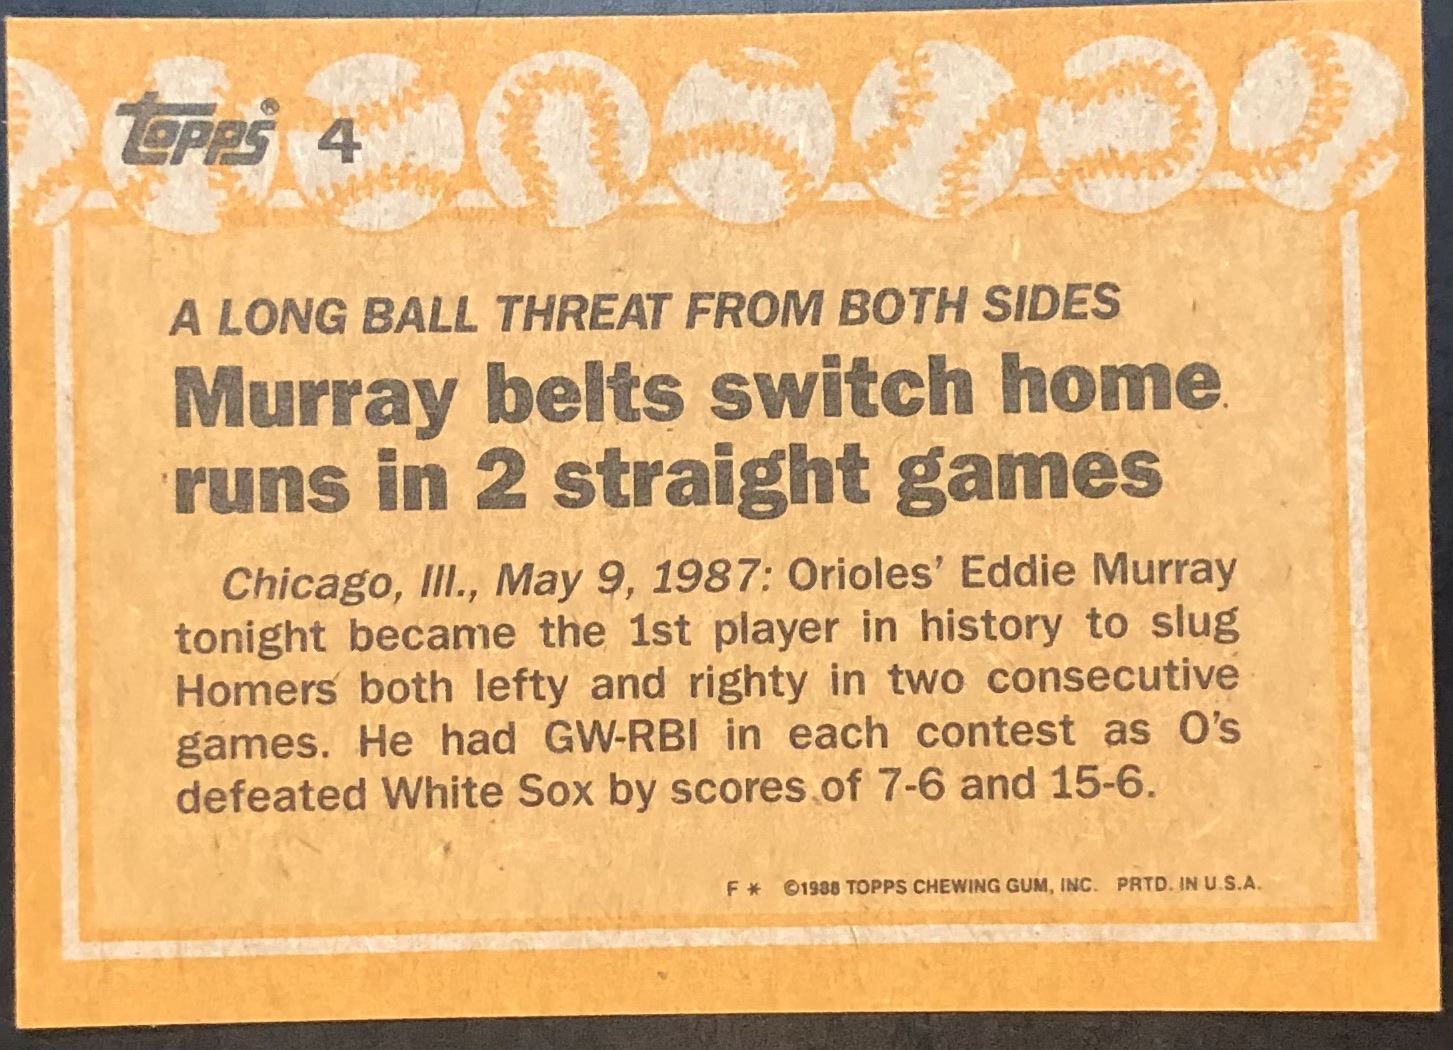 topps® 4
A LONG BALL THREAT FROM BOTH SIDES
Murray belts switch home
runs in 2 straight games
Chicago, Ill., May 9, 1987: Orioles' Eddie Murray
tonight became the 1st player in history to slug
Homers both lefty and righty in two consecutive
games. He had GW-RBI in each contest as O's
defeated White Sox by scores of 7-6 and 15-6.
F * ©1988 TOPPS CHEWING GUM, INC. PRTD. IN U.S.A.